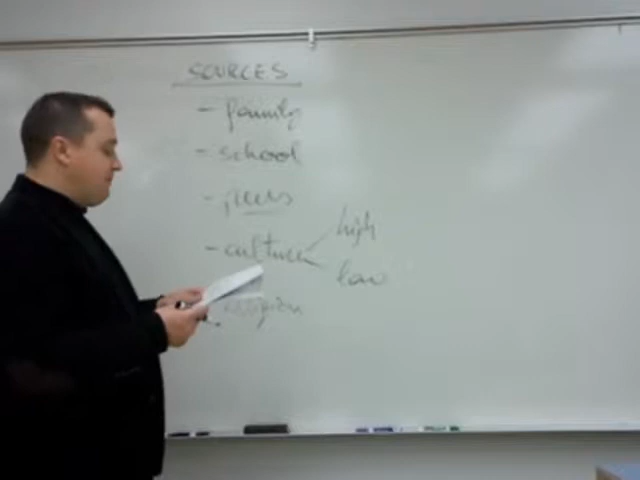 SOURCES
- family
- school
- peers
- culture
high
low
religion